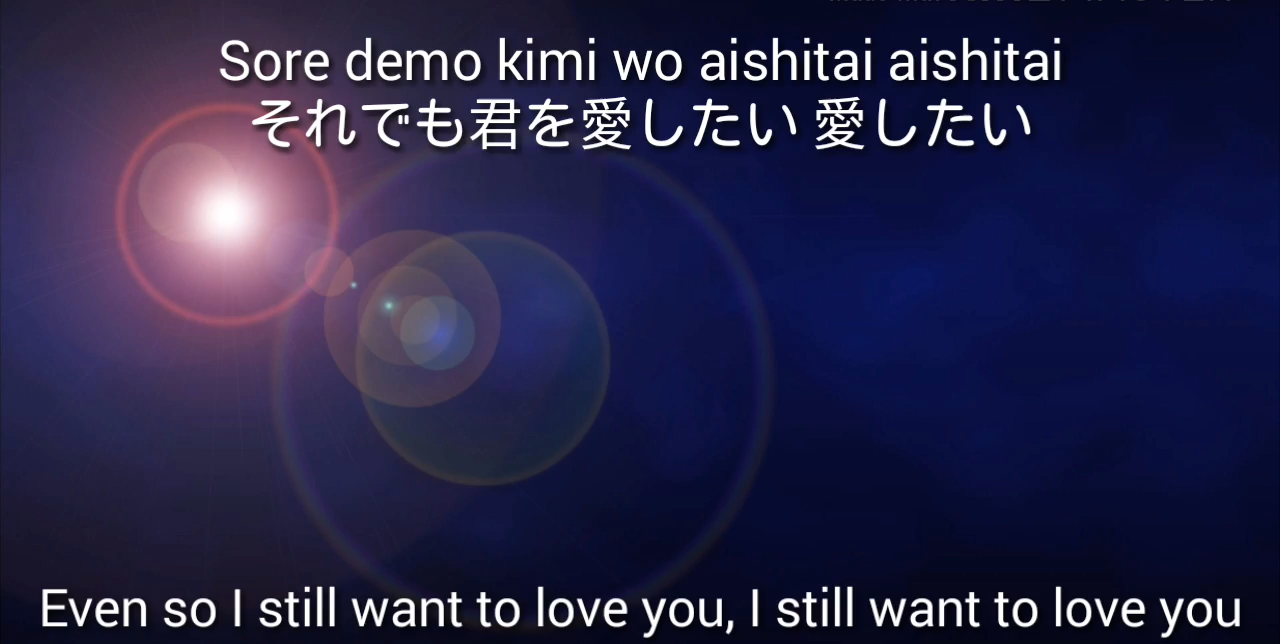 Sore demo kimi wo aishitai aishitai
それでも君を愛したい 愛したい
Even so I still want to love you, I still want to love you